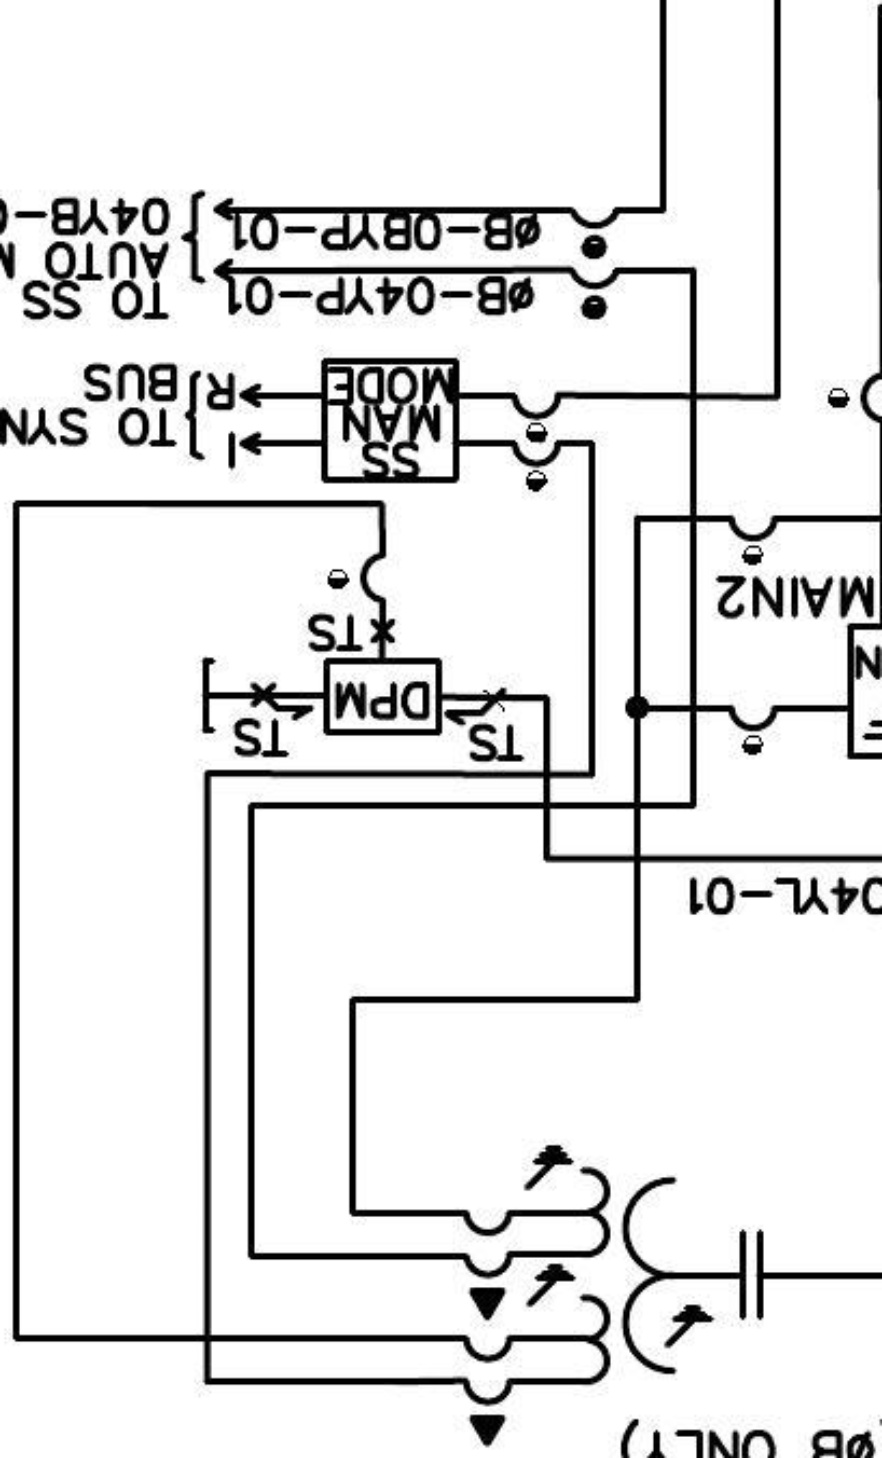 ØB ONLY)
04YL-01
TS
TS
DPM
TS
MAIN2
N
SS
MAN
MODE
I
R
TO SYN
BUS
TO SS
AUTO M
04YB-0
ØB-04YP-01
ØB-0BYP-01